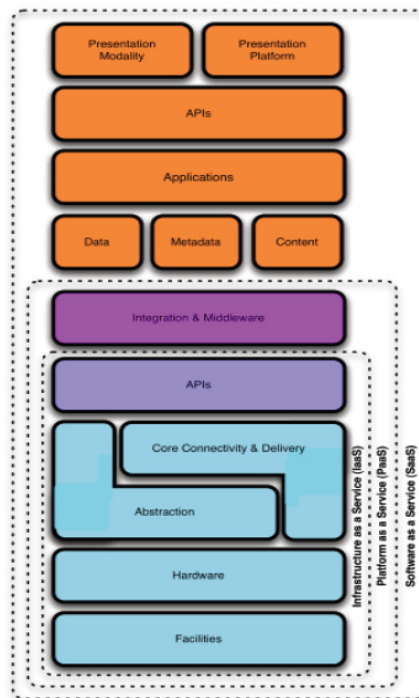 Presentation
Modality
Presentation
Platform
APIs
Applications
Data
Metadata
Content
Integration & Middleware
APIs
Core Connectivity & Delivery
Abstraction
Hardware
Facilities
Infrastructure as a Service (IaaS)
Platform as a Service (PaaS)
Software as a Service (SaaS)